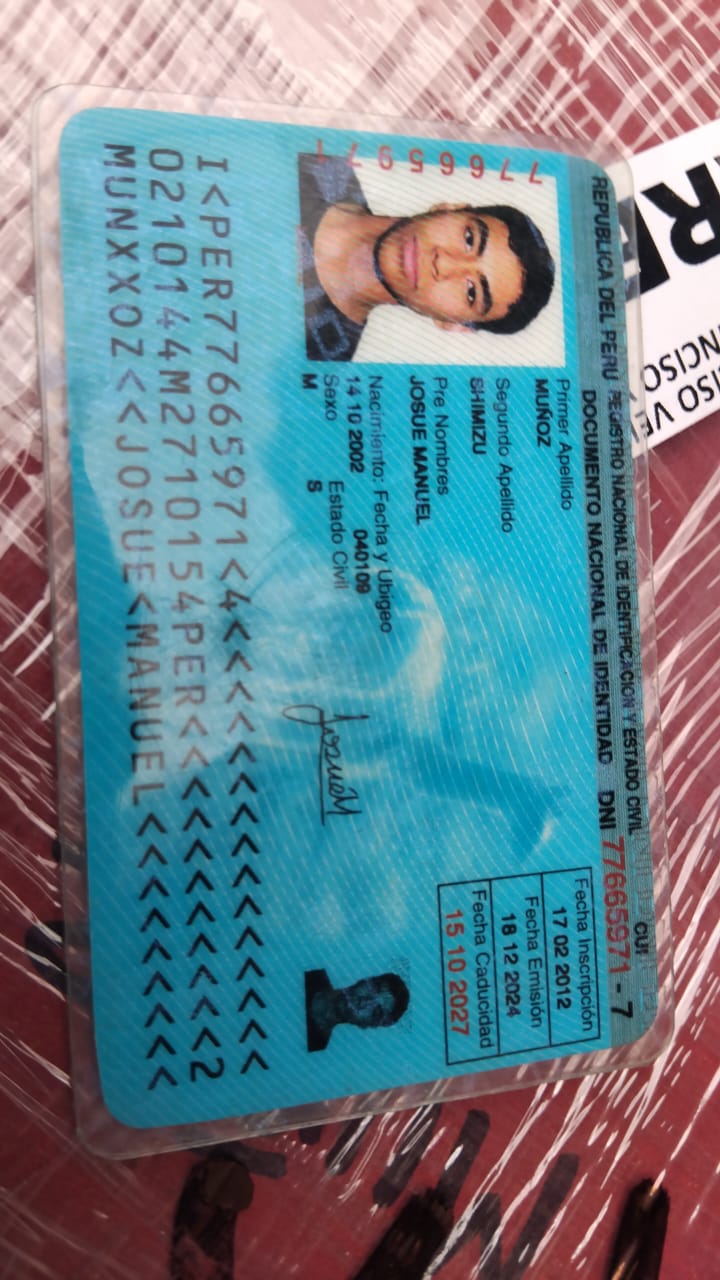 REPUBLICA DEL PERU REGISTRO NACIONAL DE IDENTIFICACION Y ESTADO CIVIL
DOCUMENTO NACIONAL DE IDENTIDAD DNI 77665971 - 7
CUI
Primer Apellido
MUÑOZ
Segundo Apellido
SHIMIZU
Pre Nombres
JOSUE MANUEL
Nacimiento: Fecha y Ubigeo
14 10 2002 040109
Sexo Estado Civil
M S
Fecha Inscripción
17 02 2012
Fecha Emisión
18 12 2024
Fecha Caducidad
15 10 2027
77665971
JosuéM
I<PER77665971<4<<<<<<<<<<<<<<<
0210144M2710154PER<<<<<<<<<<<2
MUNXXOZ<<JOSUE<MANUEL<<<<<<<<<